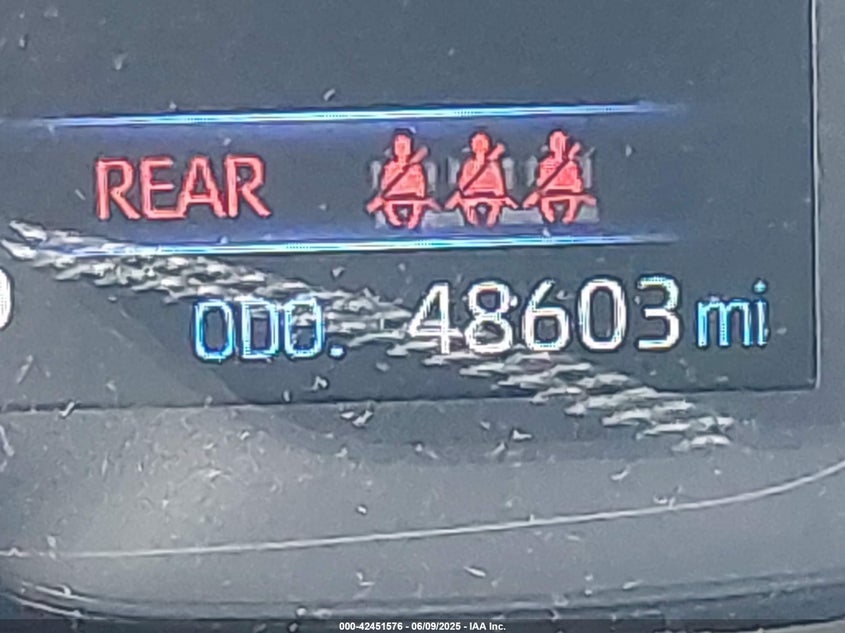 REAR
ODO. 48603 mi
000-42451576 - 06/09/2025 - IAA Inc.